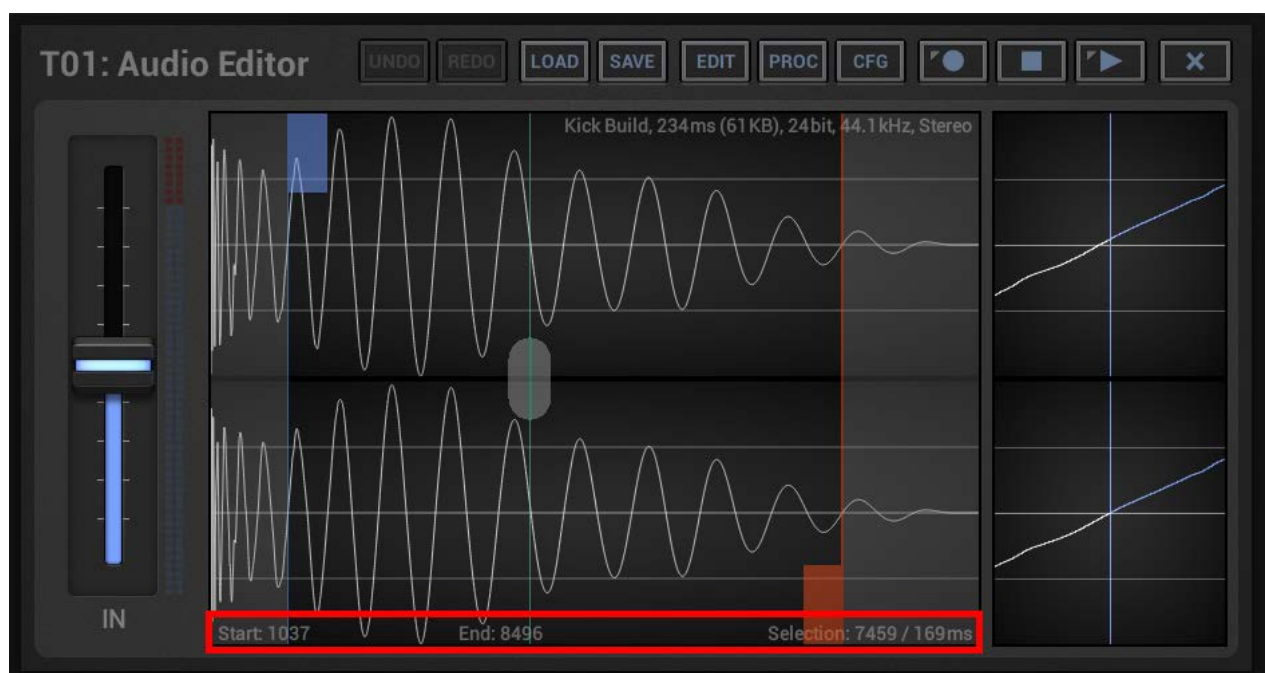 T01: Audio Editor UNDO REDO LOAD SAVE EDIT PROC CFG
Kick Build, 234ms (61KB), 24bit, 44.1kHz, Stereo
IN
Start: 1037 End: 8496 Selection: 7459 / 169ms